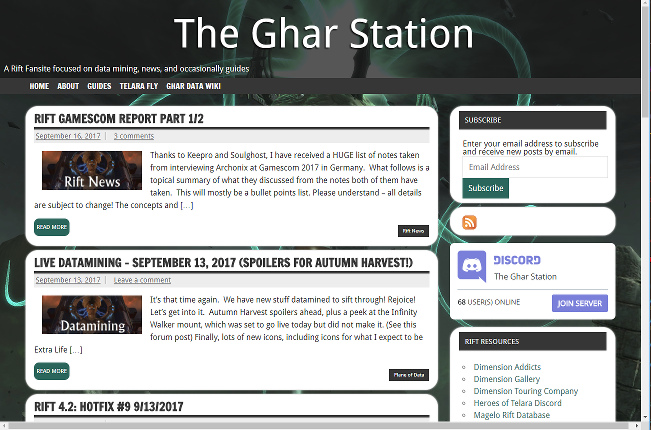 The Ghar Station
A Rift Fansite focused on data mining, news, and occasionally guides
HOME ABOUT GUIDES TELARA FLY GHAR DATA WIKI
RIFT GAMESCOM REPORT PART 1/2
September 16, 2017 | 3 comments
Rift News
Thanks to Keepro and Soulghost, I have received a HUGE list of notes taken
from interviewing Archonix at Gamescom 2017 in Germany. What follows is a
topical summary of what they discussed from the notes both of them have
taken. This will mostly be a bullet points list. Please understand – all details
are subject to change! The concepts and [...]
READ MORE
Rift News
LIVE DATAMINING – SEPTEMBER 13, 2017 (SPOILERS FOR AUTUMN HARVEST!)
September 13, 2017 | Leave a comment
Datamining
It's that time again. We have new stuff datamined to sift through! Rejoice!
Let's get into it. Autumn Harvest spoilers ahead, plus a peek at the Infinity
Walker mount, which was set to go live today but did not make it. (See this
forum post) Finally, lots of new icons, including icons for what I expect to be
Extra Life [...]
READ MORE
Plane of Data
RIFT 4.2: HOTFIX #9 9/13/2017
SUBSCRIBE
Enter your email address to subscribe
and receive new posts by email.
Email Address
Subscribe
DISCORD
The Ghar Station
68 USER(S) ONLINE
JOIN SERVER
RIFT RESOURCES
Dimension Addicts
Dimension Gallery
Dimension Touring Company
Heroes of Telara Discord
Magelo Rift Database